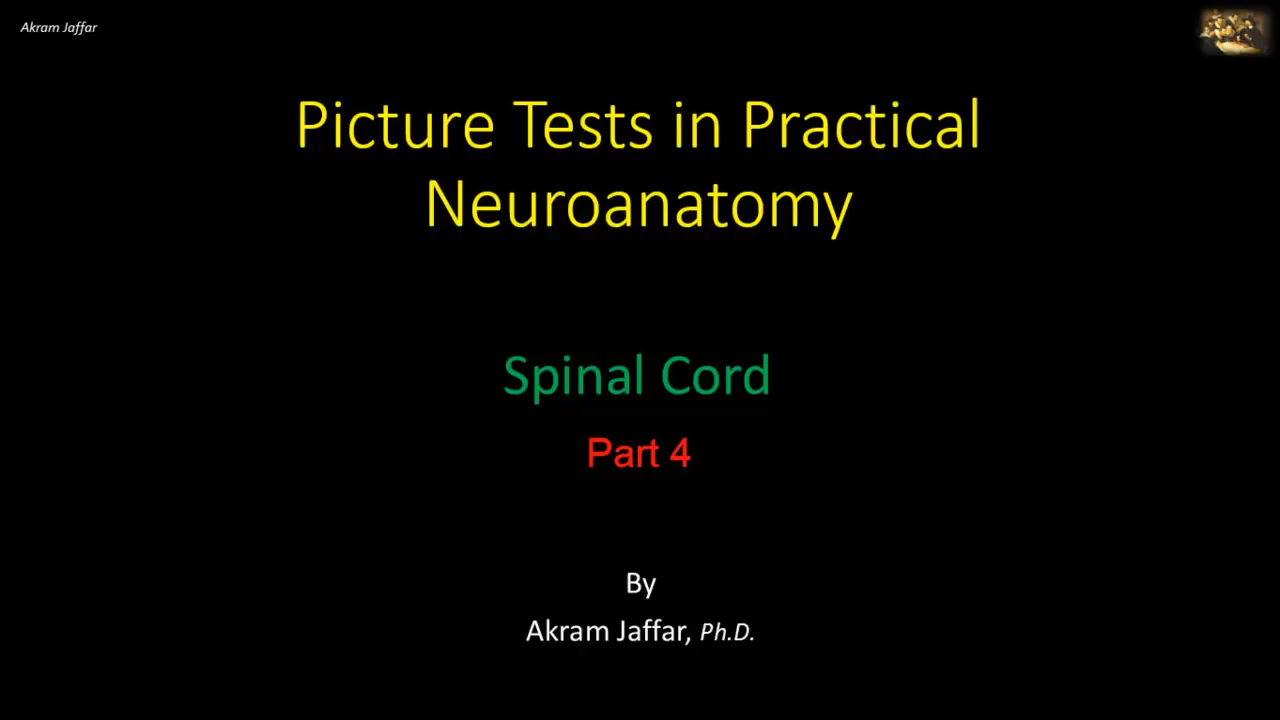 Akram Jaffar
Picture Tests in Practical
Neuroanatomy
Spinal Cord
Part 4
By
Akram Jaffar, Ph.D.